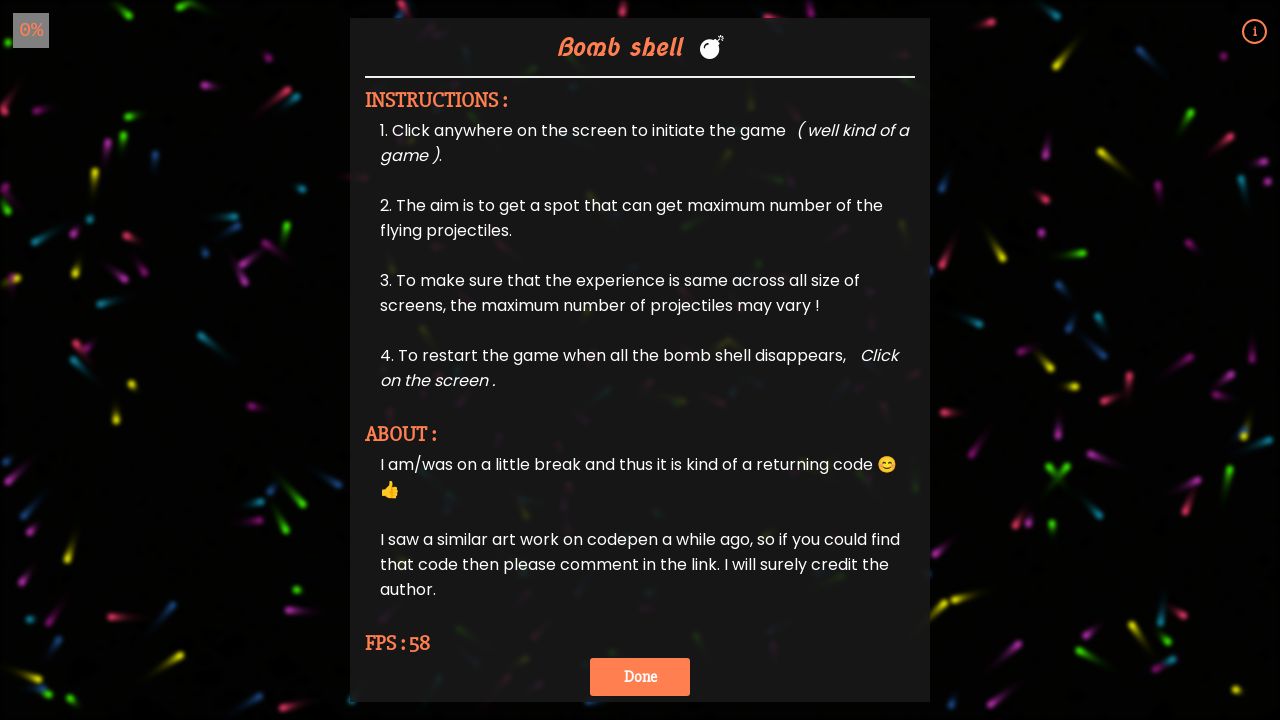 0%
i
Bomb shell 💣
INSTRUCTIONS :
1. Click anywhere on the screen to initiate the game ( well kind of a
game ).
2. The aim is to get a spot that can get maximum number of the
flying projectiles.
3. To make sure that the experience is same across all size of
screens, the maximum number of projectiles may vary !
4. To restart the game when all the bomb shell disappears, Click
on the screen .
ABOUT :
I am/was on a little break and thus it is kind of a returning code 😊
👍
I saw a similar art work on codepen a while ago, so if you could find
that code then please comment in the link. I will surely credit the
author.
FPS : 58
Done